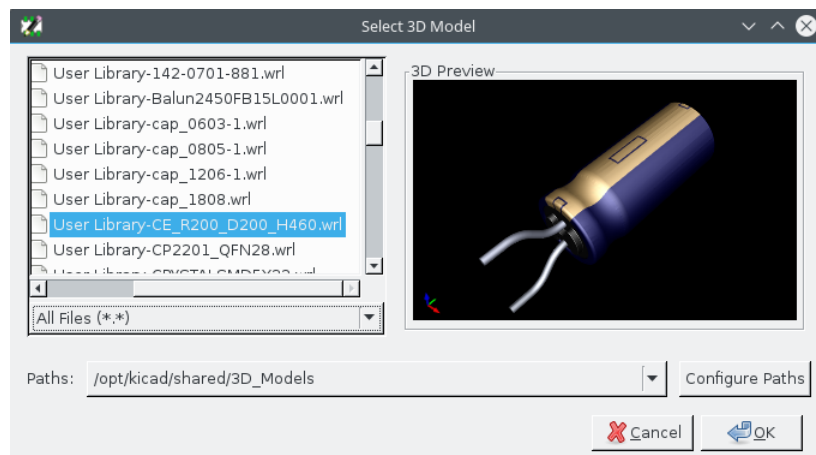 Select 3D Model
User Library-142-0701-881.wrl
User Library-Balun2450FB15L0001.wrl
User Library-cap_0603-1.wrl
User Library-cap_0805-1.wrl
User Library-cap_1206-1.wrl
User Library-cap_1808.wrl
User Library-CE_R200_D200_H460.wrl
User Library-CP2201_QFN28.wrl
All Files (*.*)
3D Preview
Paths: /opt/kicad/shared/3D_Models
Configure Paths
Cancel
OK